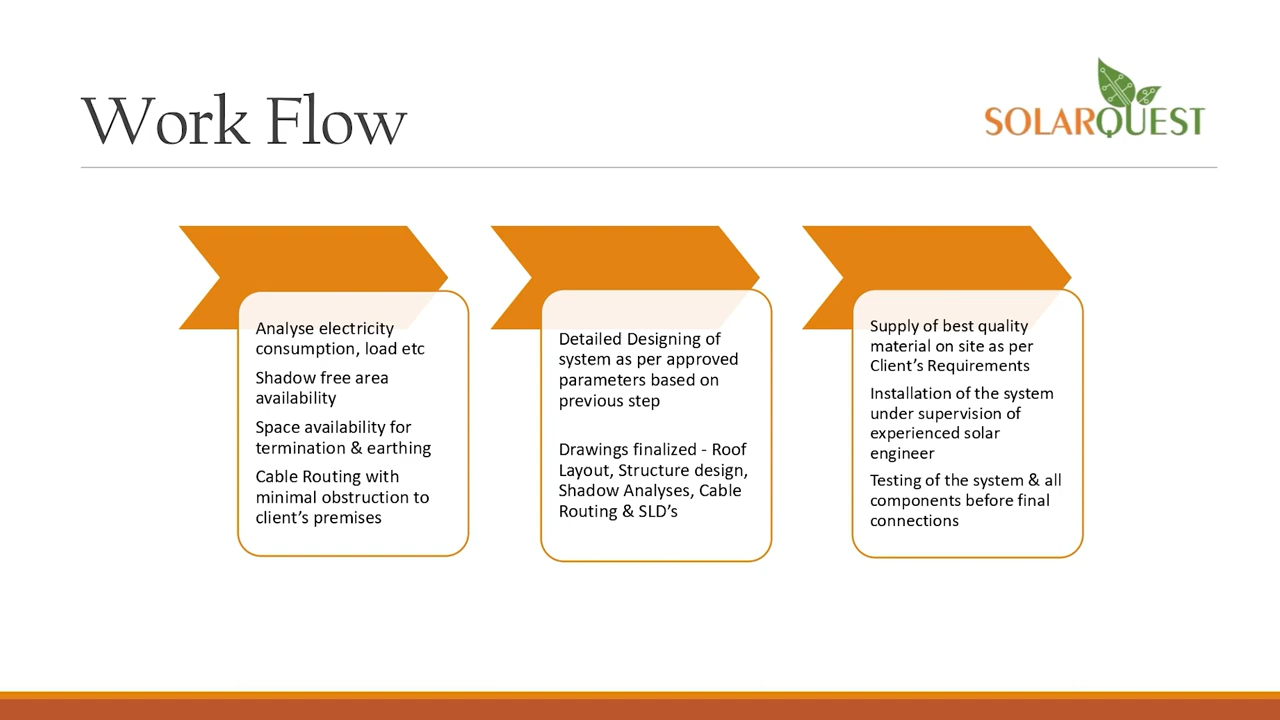 Work Flow
SOLARQUEST
Analyse electricity
consumption, load etc
Shadow free area
availability
Space availability for
termination & earthing
Cable Routing with
minimal obstruction to
client’s premises
Detailed Designing of
system as per approved
parameters based on
previous step
Drawings finalized - Roof
Layout, Structure design,
Shadow Analyses, Cable
Routing & SLD’s
Supply of best quality
material on site as per
Client’s Requirements
Installation of the system
under supervision of
experienced solar
engineer
Testing of the system & all
components before final
connections